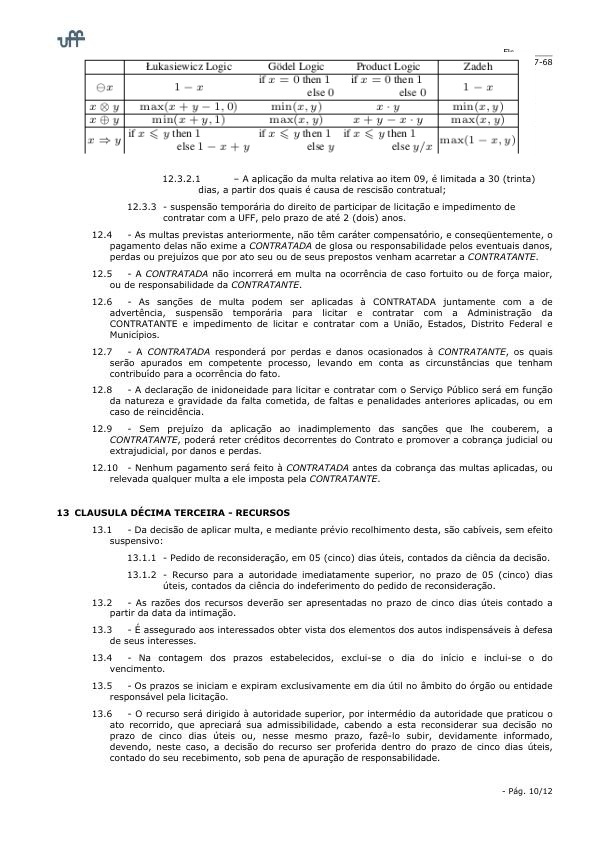 uff
7-68
Łukasiewicz Logic Gödel Logic Product Logic Zadeh
⊖x 1 − x if x = 0 then 1 else 0 if x = 0 then 1 else 0 1 − x
x ⊗ y max(x + y − 1, 0) min(x, y) x · y min(x, y)
x ⊕ y min(x + y, 1) max(x, y) x + y − x · y max(x, y)
x ⇒ y if x ⩽ y then 1 else 1 − x + y if x ⩽ y then 1 else y if x ⩽ y then 1 else y/x max(1 − x, y)
12.3.2.1 – A aplicação da multa relativa ao item 09, é limitada a 30 (trinta)
dias, a partir dos quais é causa de rescisão contratual;
12.3.3 - suspensão temporária do direito de participar de licitação e impedimento de
contratar com a UFF, pelo prazo de até 2 (dois) anos.
12.4 - As multas previstas anteriormente, não têm caráter compensatório, e conseqüentemente, o
pagamento delas não exime a CONTRATADA de glosa ou responsabilidade pelos eventuais danos,
perdas ou prejuízos que por ato seu ou de seus prepostos venham acarretar a CONTRATANTE.
12.5 - A CONTRATADA não incorrerá em multa na ocorrência de caso fortuito ou de força maior,
ou de responsabilidade da CONTRATANTE.
12.6 - As sanções de multa podem ser aplicadas à CONTRATADA juntamente com a de
advertência, suspensão temporária para licitar e contratar com a Administração da
CONTRATANTE e impedimento de licitar e contratar com a União, Estados, Distrito Federal e
Municípios.
12.7 - A CONTRATADA responderá por perdas e danos ocasionados à CONTRATANTE, os quais
serão apurados em competente processo, levando em conta as circunstâncias que tenham
contribuído para a ocorrência do fato.
12.8 - A declaração de inidoneidade para licitar e contratar com o Serviço Público será em função
da natureza e gravidade da falta cometida, de faltas e penalidades anteriores aplicadas, ou em
caso de reincidência.
12.9 - Sem prejuízo da aplicação ao inadimplemento das sanções que lhe couberem, a
CONTRATANTE, poderá reter créditos decorrentes do Contrato e promover a cobrança judicial ou
extrajudicial, por danos e perdas.
12.10 - Nenhum pagamento será feito à CONTRATADA antes da cobrança das multas aplicadas, ou
relevada qualquer multa a ele imposta pela CONTRATANTE.
13 CLAUSULA DÉCIMA TERCEIRA - RECURSOS
13.1 - Da decisão de aplicar multa, e mediante prévio recolhimento desta, são cabíveis, sem efeito
suspensivo:
13.1.1 - Pedido de reconsideração, em 05 (cinco) dias úteis, contados da ciência da decisão.
13.1.2 - Recurso para a autoridade imediatamente superior, no prazo de 05 (cinco) dias
úteis, contados da ciência do indeferimento do pedido de reconsideração.
13.2 - As razões dos recursos deverão ser apresentadas no prazo de cinco dias úteis contado a
partir da data da intimação.
13.3 - É assegurado aos interessados obter vista dos elementos dos autos indispensáveis à defesa
de seus interesses.
13.4 - Na contagem dos prazos estabelecidos, exclui-se o dia do início e inclui-se o do
vencimento.
13.5 - Os prazos se iniciam e expiram exclusivamente em dia útil no âmbito do órgão ou entidade
responsável pela licitação.
13.6 - O recurso será dirigido à autoridade superior, por intermédio da autoridade que praticou o
ato recorrido, que apreciará sua admissibilidade, cabendo a esta reconsiderar sua decisão no
prazo de cinco dias úteis ou, nesse mesmo prazo, fazê-lo subir, devidamente informado,
devendo, neste caso, a decisão do recurso ser proferida dentro do prazo de cinco dias úteis,
contado do seu recebimento, sob pena de apuração de responsabilidade.
- Pág. 10/12